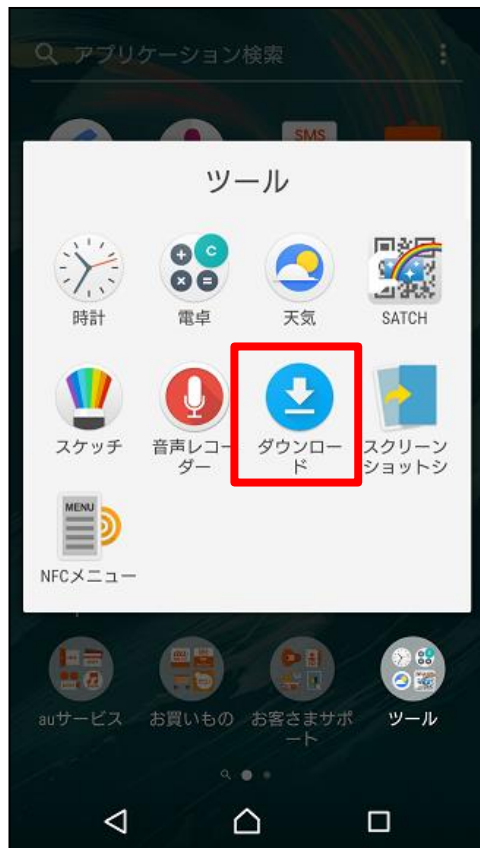 アプリケーション検索
SMS
ツール
時計
電卓
天気
SATCH
スケッチ
音声レコー
ダー
ダウンロー
ド
スクリーン
ショットシ
MENU
NFCメニュー
auサービス
お買いもの
お客さまサポ
ート
ツール